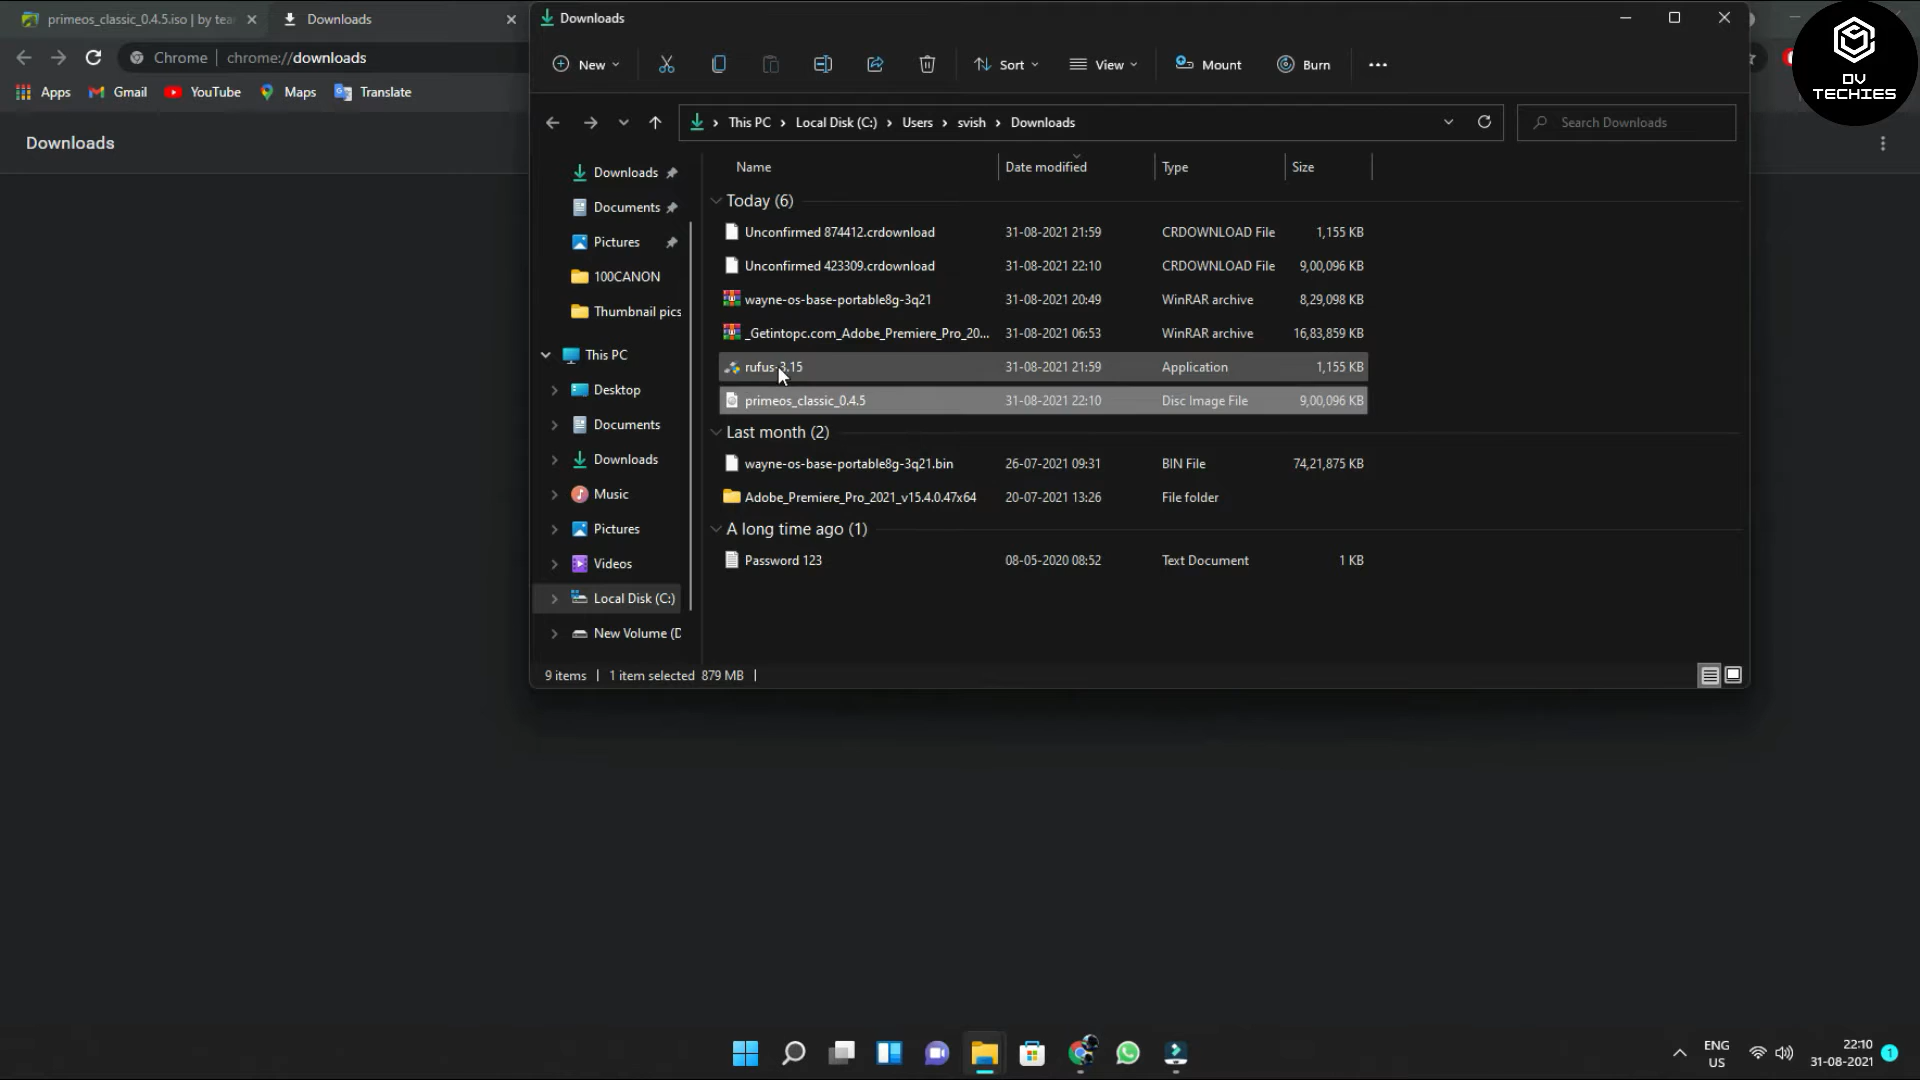 primeos_classic_0.4.5.iso | by tea
Downloads
Downloads
DV
TECHIES
Chrome
chrome://downloads
New
Sort
View
Mount
Burn
Apps
Gmail
YouTube
Maps
Translate
This PC
Local Disk (C:)
Users
svish
Downloads
Search Downloads
Downloads
Name
Date modified
Type
Size
Downloads
Documents
Pictures
100CANON
Thumbnail pics
This PC
Desktop
Documents
Downloads
Music
Pictures
Videos
Local Disk (C:)
New Volume (D
Today (6)
Unconfirmed 874412.crdownload 31-08-2021 21:59 CRDOWNLOAD File 1,155 KB
Unconfirmed 423309.crdownload 31-08-2021 22:10 CRDOWNLOAD File 9,00,096 KB
wayne-os-base-portable8g-3q21 31-08-2021 20:49 WinRAR archive 8,29,098 KB
_Getintopc.com_Adobe_Premiere_Pro_20... 31-08-2021 06:53 WinRAR archive 16,83,859 KB
rufus-3.15 31-08-2021 21:59 Application 1,155 KB
primeos_classic_0.4.5 31-08-2021 22:10 Disc Image File 9,00,096 KB
Last month (2)
wayne-os-base-portable8g-3q21.bin 26-07-2021 09:31 BIN File 74,21,875 KB
Adobe_Premiere_Pro_2021_v15.4.0.47x64 20-07-2021 13:26 File folder
A long time ago (1)
Password 123 08-05-2020 08:52 Text Document 1 KB
9 items
1 item selected 879 MB
ENG
US
22:10
31-08-2021
1